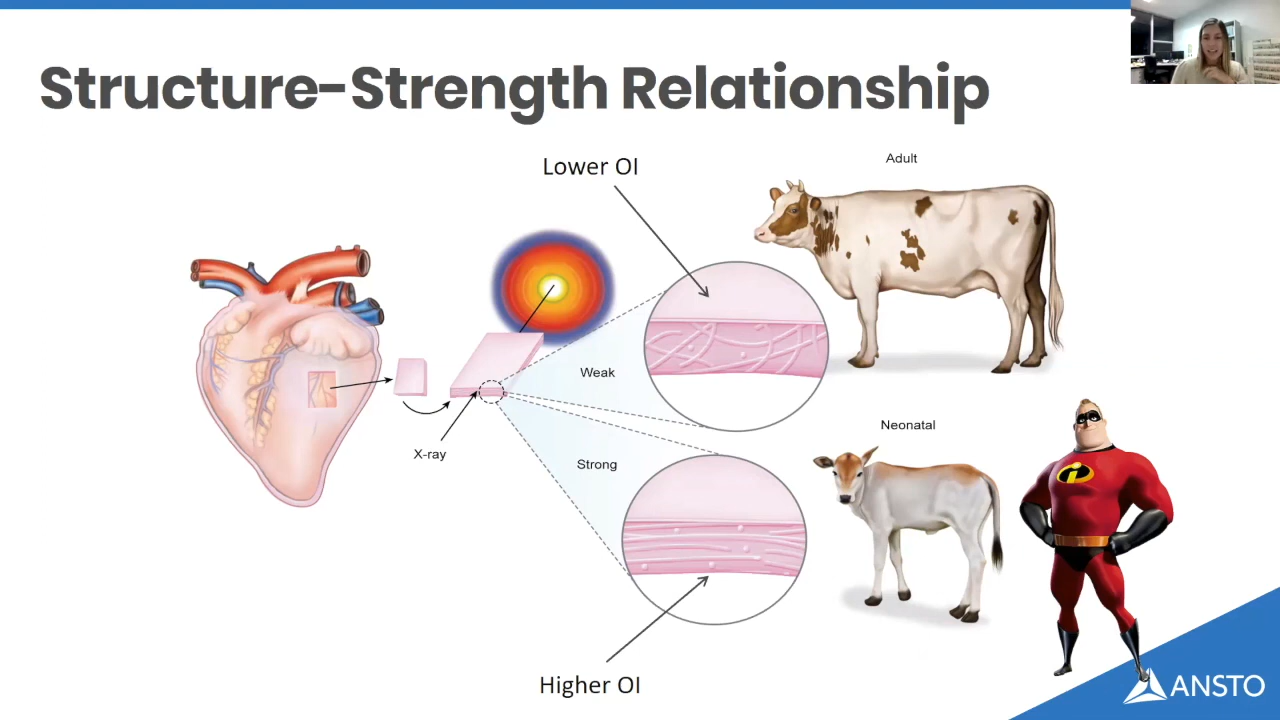 Structure-Strength Relationship
Lower OI
Adult
Weak
X-ray
Strong
Neonatal
Higher OI
i
ANSTO